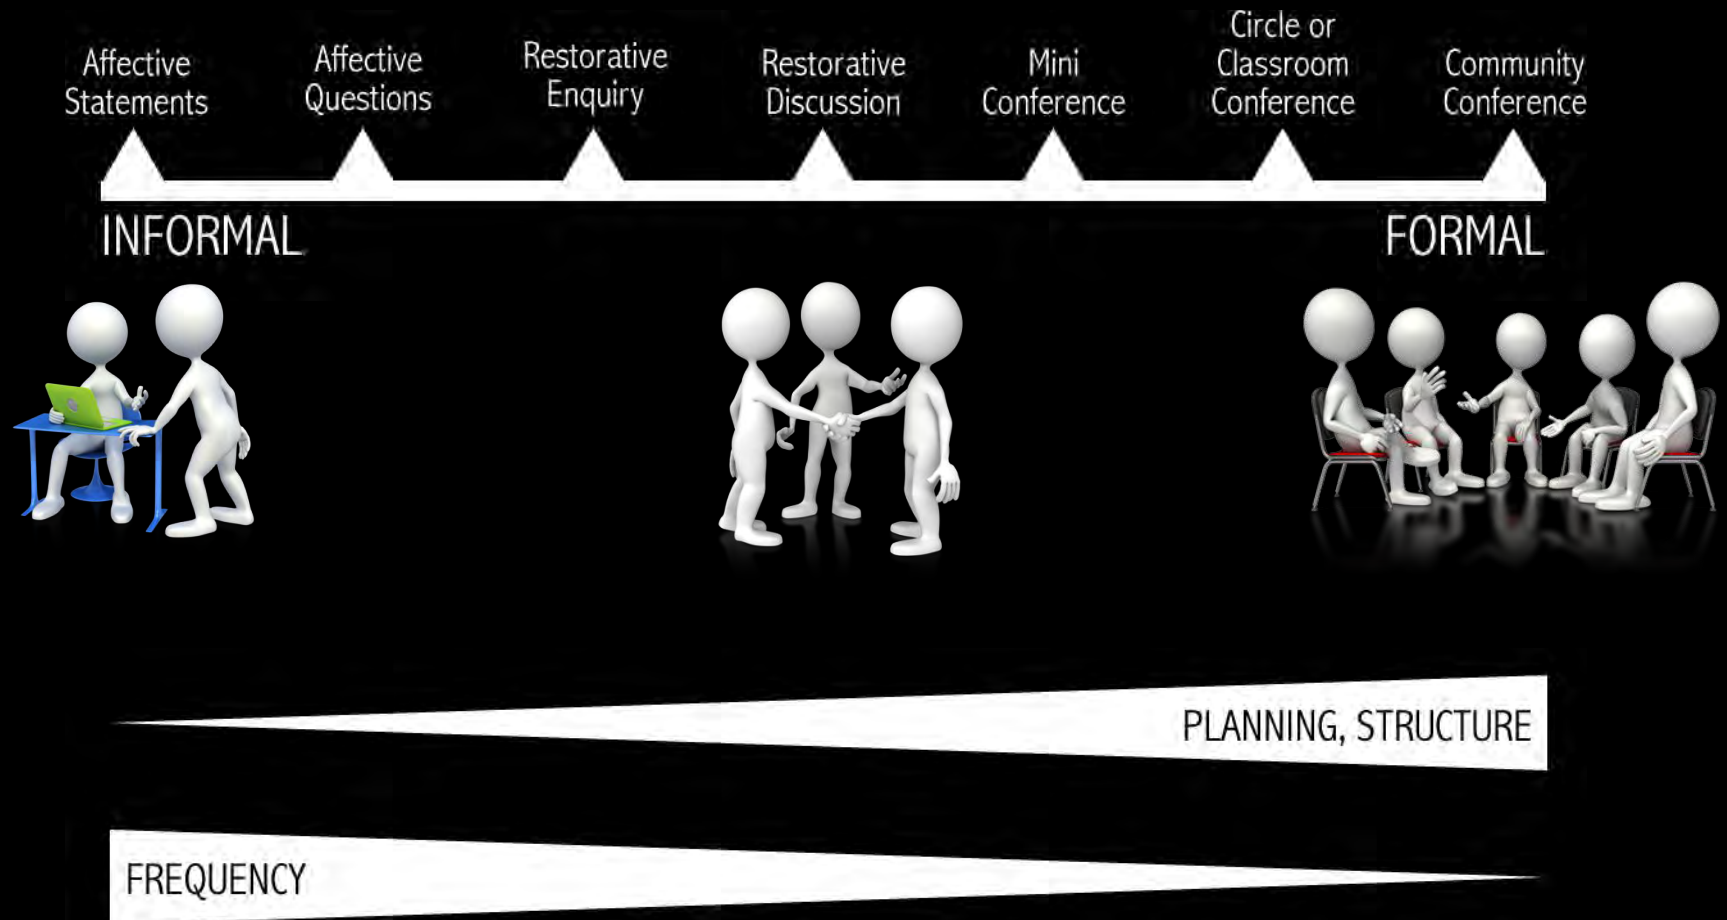 Affective
Statements
Affective
Questions
Restorative
Enquiry
Restorative
Discussion
Mini
Conference
Circle or
Classroom
Conference
Community
Conference
INFORMAL
FORMAL
PLANNING, STRUCTURE
FREQUENCY